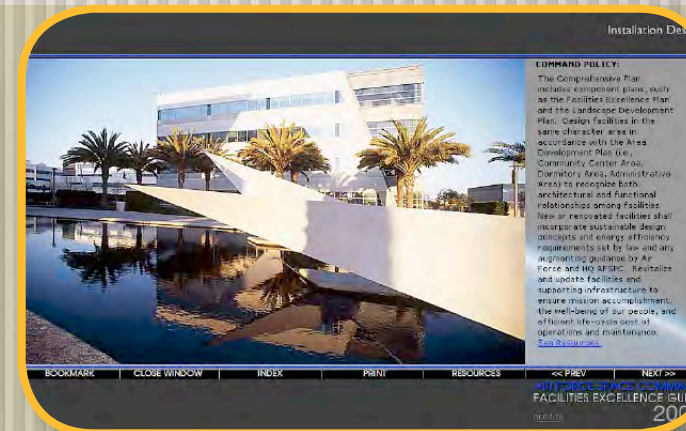 Installation Des
COMMAND POLICY:
The Comprehensive Plan
includes component plans, such
as the Facilities Excellence Plan
and the Landscape Development
Plan. Design facilities in the
same character area in
accordance with the Area
Development Plan (i.e.,
Community Center Area,
Dormitory Area, Administrative
Area) to recognize both
architectural and functional
relationships among facilities.
New or renovated facilities shall
incorporate sustainable design
concepts and energy efficiency
requirements set by law and any
augmenting guidance by Air
Force and HQ AFSPC. Revitalize
and update facilities and
supporting infrastructure to
ensure mission accomplishment,
the well-being of our people, and
efficient life-cycle cost of
operations and maintenance.
See Resources.
BOOKMARK CLOSE WINDOW INDEX PRINT RESOURCES << PREV NEXT >>
AIR FORCE SPACE COMMA
FACILITIES EXCELLENCE GUI
CREDITS 200